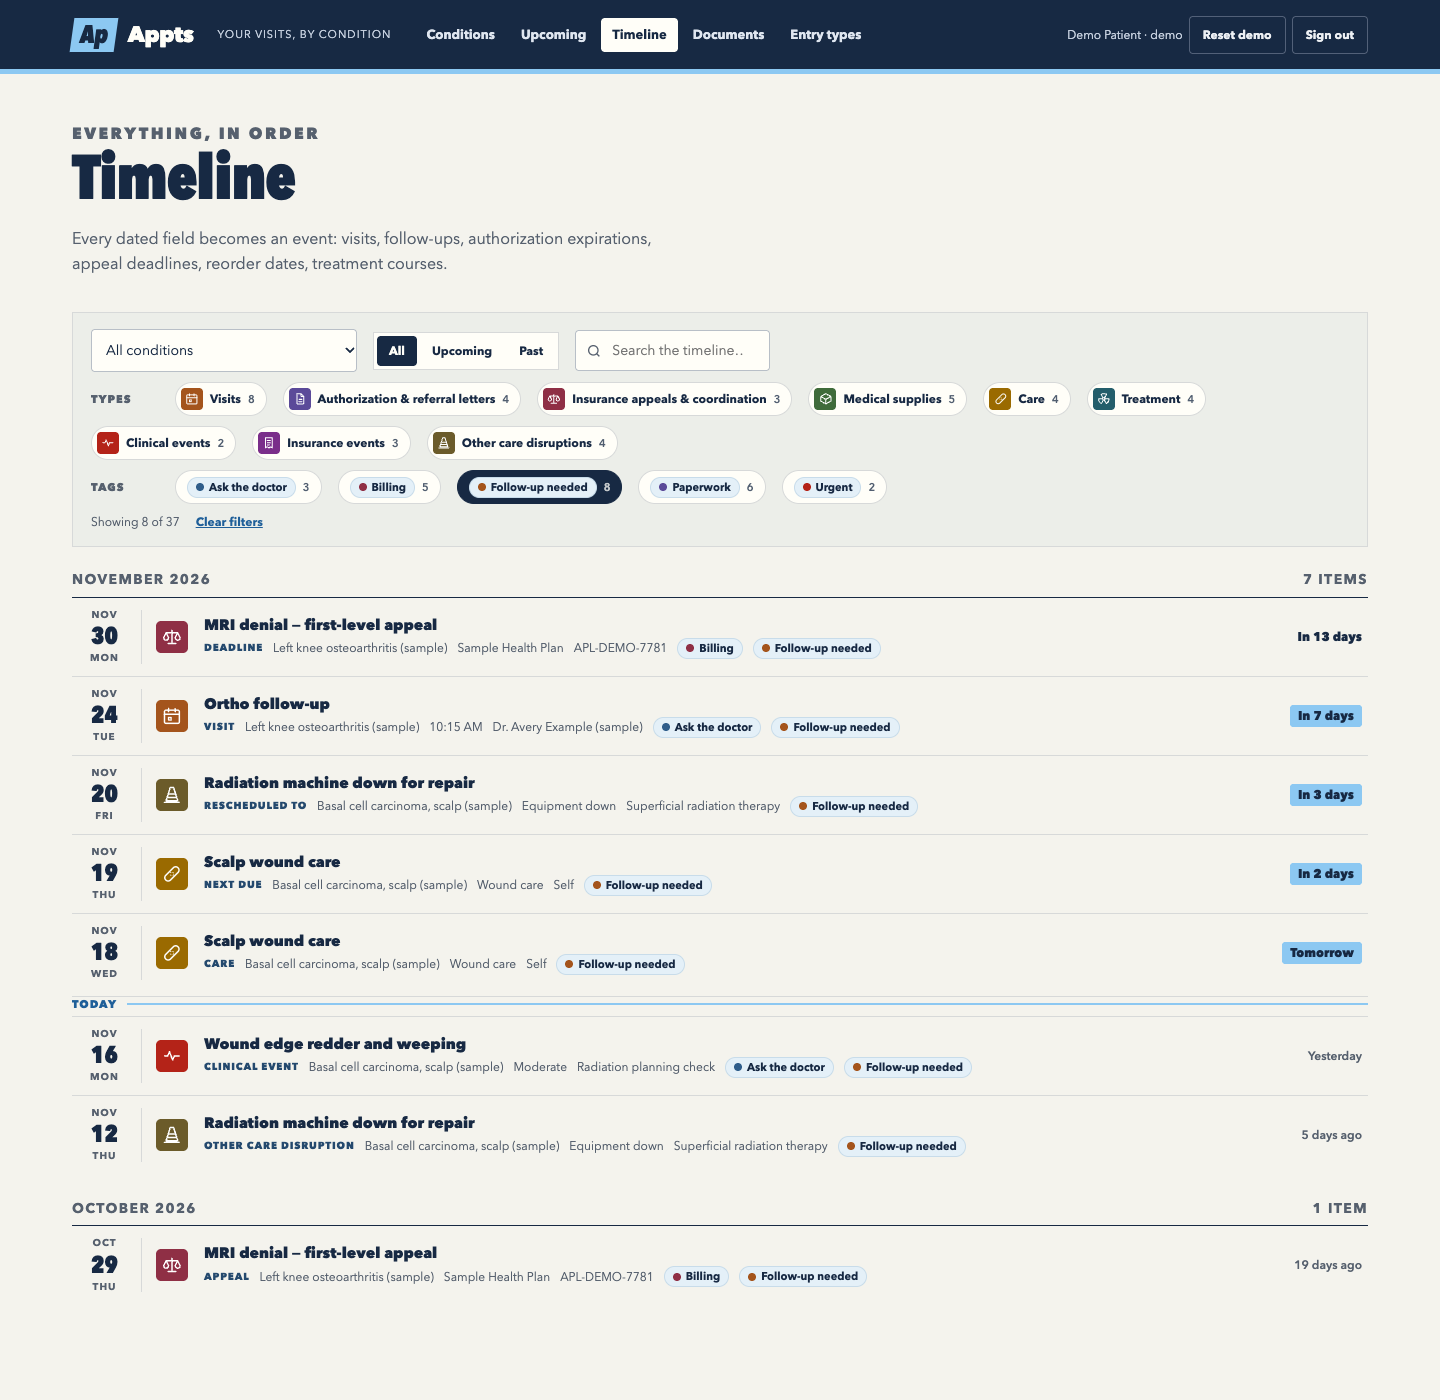 Ap Appts YOUR VISITS, BY CONDITION Conditions Upcoming Timeline Documents Entry types Demo Patient · demo Reset demo Sign out
EVERYTHING, IN ORDER
Timeline
Every dated field becomes an event: visits, follow-ups, authorization expirations,
appeal deadlines, reorder dates, treatment courses.
All conditions All Upcoming Past Search the timeline..
TYPES Visits 8 Authorization & referral letters 4 Insurance appeals & coordination 3 Medical supplies 5 Care 4 Treatment 4
Clinical events 2 Insurance events 3 Other care disruptions 4
TAGS Ask the doctor 3 Billing 5 Follow-up needed 8 Paperwork 6 Urgent 2
Showing 8 of 37 Clear filters
NOVEMBER 2026 7 ITEMS
NOV
30
MON
MRI denial – first-level appeal
DEADLINE Left knee osteoarthritis (sample) Sample Health Plan APL-DEMO-7781 Billing Follow-up needed
In 13 days
NOV
24
TUE
Ortho follow-up
VISIT Left knee osteoarthritis (sample) 10:15 AM Dr. Avery Example (sample) Ask the doctor Follow-up needed
In 7 days
NOV
20
FRI
Radiation machine down for repair
RESCHEDULED TO Basal cell carcinoma, scalp (sample) Equipment down Superficial radiation therapy Follow-up needed
In 3 days
NOV
19
THU
Scalp wound care
NEXT DUE Basal cell carcinoma, scalp (sample) Wound care Self Follow-up needed
In 2 days
NOV
18
WED
Scalp wound care
CARE Basal cell carcinoma, scalp (sample) Wound care Self Follow-up needed
Tomorrow
TODAY
NOV
16
MON
Wound edge redder and weeping
CLINICAL EVENT Basal cell carcinoma, scalp (sample) Moderate Radiation planning check Ask the doctor Follow-up needed
Yesterday
NOV
12
THU
Radiation machine down for repair
OTHER CARE DISRUPTION Basal cell carcinoma, scalp (sample) Equipment down Superficial radiation therapy Follow-up needed
5 days ago
OCTOBER 2026 1 ITEM
OCT
29
THU
MRI denial – first-level appeal
APPEAL Left knee osteoarthritis (sample) Sample Health Plan APL-DEMO-7781 Billing Follow-up needed
19 days ago